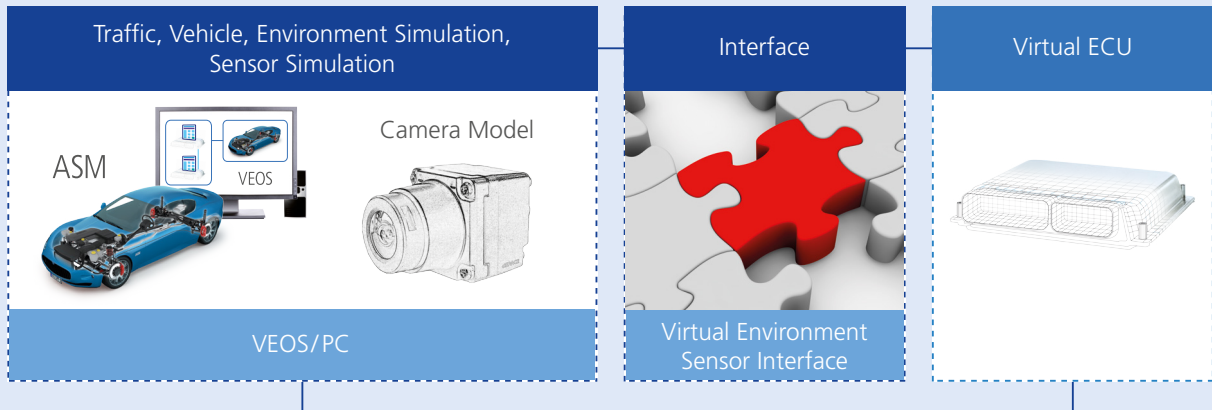 Traffic, Vehicle, Environment Simulation,
Sensor Simulation
Interface
Virtual ECU
ASM
VEOS
Camera Model
VEOS/PC
Virtual Environment
Sensor Interface